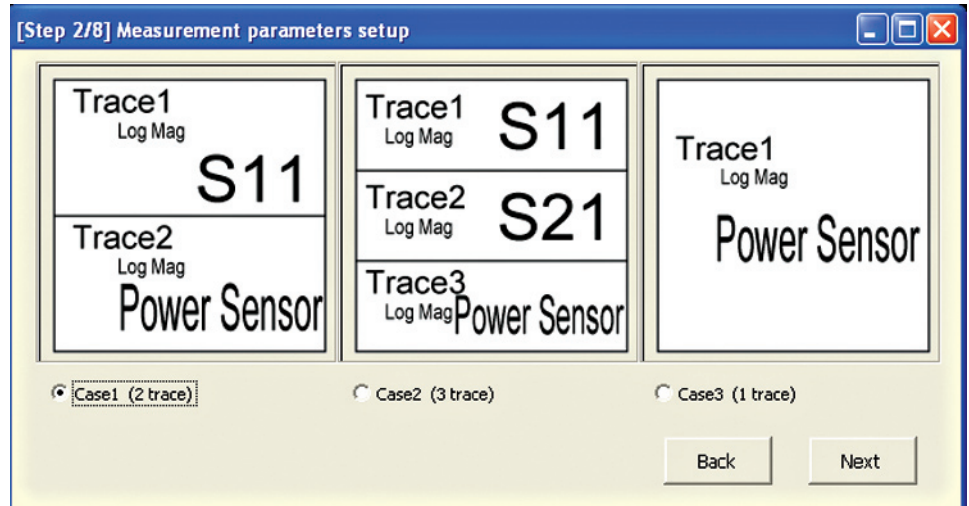 [Step 2/8] Measurement parameters setup
Trace1
Log Mag
S11
Trace2
Log Mag
Power Sensor
Trace1
Log Mag
S11
Trace2
Log Mag
S21
Trace3
Log Mag
Power Sensor
Trace1
Log Mag
Power Sensor
Case1 (2 trace)
Case2 (3 trace)
Case3 (1 trace)
Back
Next